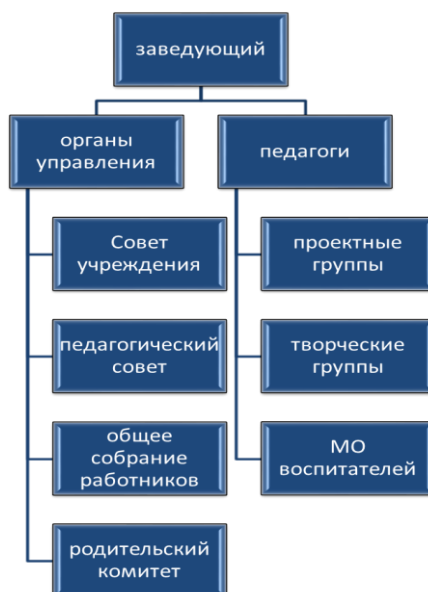 заведующий
органы
управления
педагоги
Совет
учреждения
педагогический
совет
общее
собрание
работников
родительский
комитет
проектные
группы
творческие
группы
МО
воспитателей